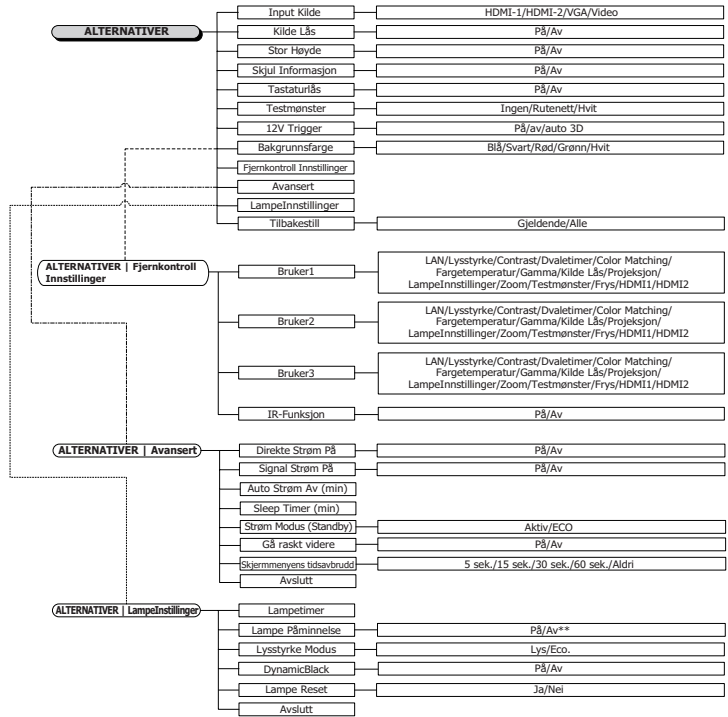 ALTERNATIVER
Input Kilde
HDMI-1/HDMI-2/VGA/Video
Kilde Lås
På/Av
Stor Høyde
På/Av
Skjul Informasjon
På/Av
Tastaturlås
På/Av
Testmønster
Ingen/Rutenett/Hvit
12V Trigger
På/av/auto 3D
Bakgrunnsfarge
Blå/Svart/Rød/Grønn/Hvit
Fjernkontroll Innstillinger
Avansert
LampeInnstillinger
Tilbakestill
Gjeldende/Alle
ALTERNATIVER | Fjernkontroll
Innstillinger
Bruker1
LAN/Lysstyrke/Contrast/Dvaletimer/Color Matching/
Fargetemperatur/Gamma/Kilde Lås/Projeksjon/
LampeInnstillinger/Zoom/Testmønster/Frys/HDMI1/HDMI2
Bruker2
LAN/Lysstyrke/Contrast/Dvaletimer/Color Matching/
Fargetemperatur/Gamma/Kilde Lås/Projeksjon/
LampeInnstillinger/Zoom/Testmønster/Frys/HDMI1/HDMI2
Bruker3
LAN/Lysstyrke/Contrast/Dvaletimer/Color Matching/
Fargetemperatur/Gamma/Kilde Lås/Projeksjon/
LampeInnstillinger/Zoom/Testmønster/Frys/HDMI1/HDMI2
IR-Funksjon
På/Av
ALTERNATIVER | Avansert
Direkte Strøm På
På/Av
Signal Strøm På
På/Av
Auto Strøm Av (min)
Sleep Timer (min)
Strøm Modus (Standby)
Aktiv/ECO
Gå raskt videre
På/Av
Skjermmenyens tidsavbrudd
5 sek./15 sek./30 sek./60 sek./Aldri
Avslutt
ALTERNATIVER | LampeInstillinger
Lampetimer
Lampe Påminnelse
På/Av**
Lysstyrke Modus
Lys/Eco.
DynamicBlack
På/Av
Lampe Reset
Ja/Nei
Avslutt